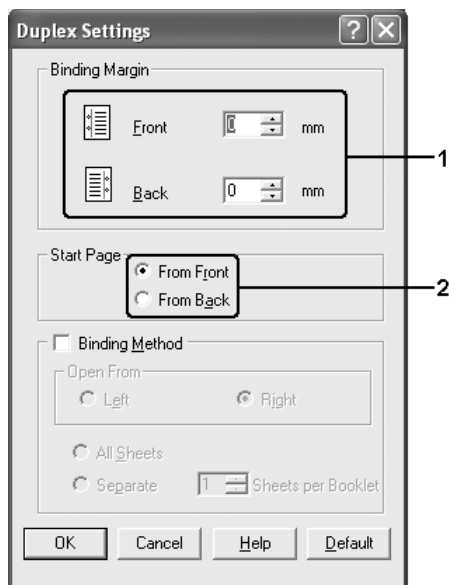 Duplex Settings
Binding Margin
Front 0 mm
1
Back 0 mm
Start Page
From Front
From Back
2
Binding Method
Open From
Left Right
All Sheets
Separate 1 Sheets per Booklet
OK Cancel Help Default